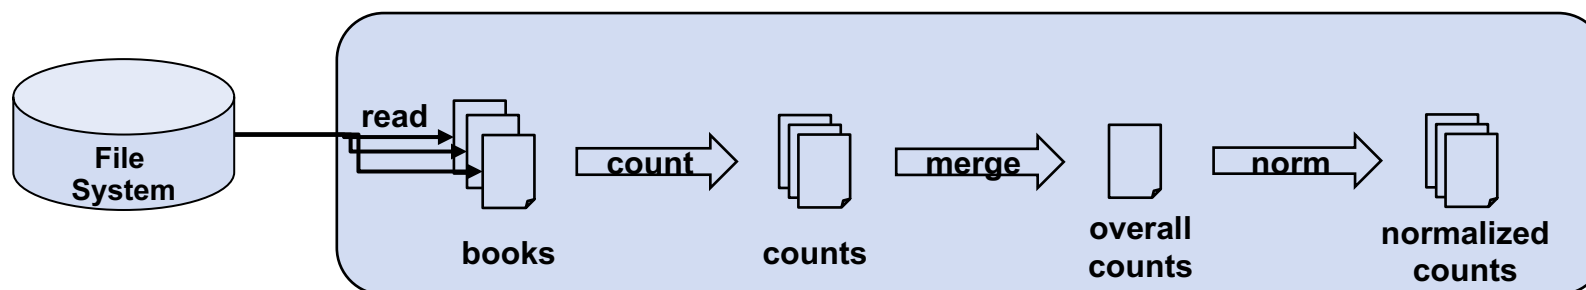 File
System
read
books
count
counts
merge
overall
counts
norm
normalized
counts